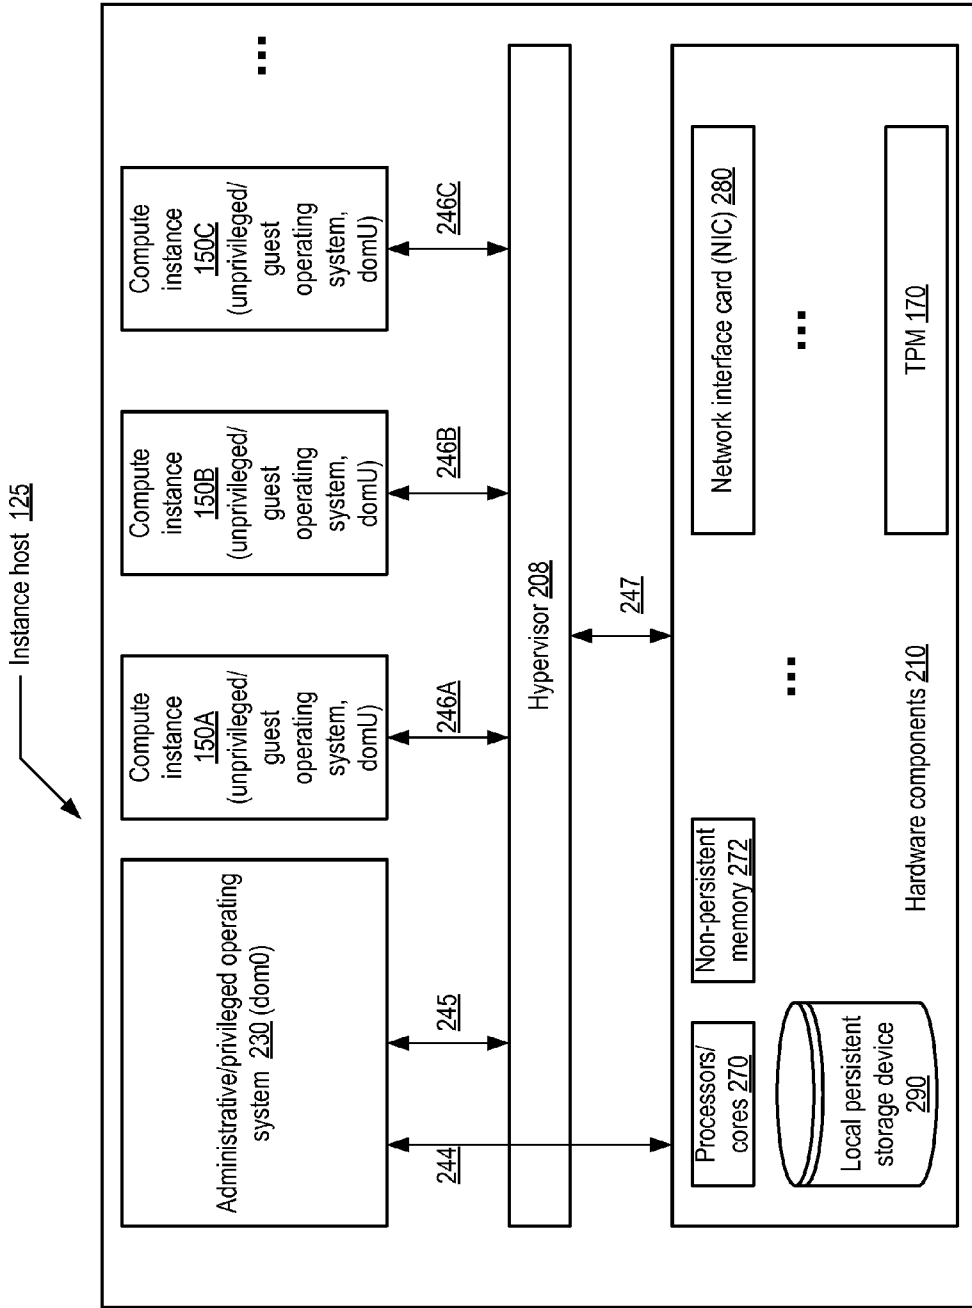 Instance host 125
Administrative/privileged operating
system 230 (dom0)
Compute
instance
150A
(unprivileged/
guest
operating
system,
domU)
Compute
instance
150B
(unprivileged/
guest
operating
system,
domU)
Compute
instance
150C
(unprivileged/
guest
operating
system,
domU)
...
244
245
246A
246B
246C
Hypervisor 208
247
Processors/
cores 270
Non-persistent
memory 272
Network interface card (NIC) 280
Local persistent
storage device
290
...
...
Hardware components 210
TPM 170